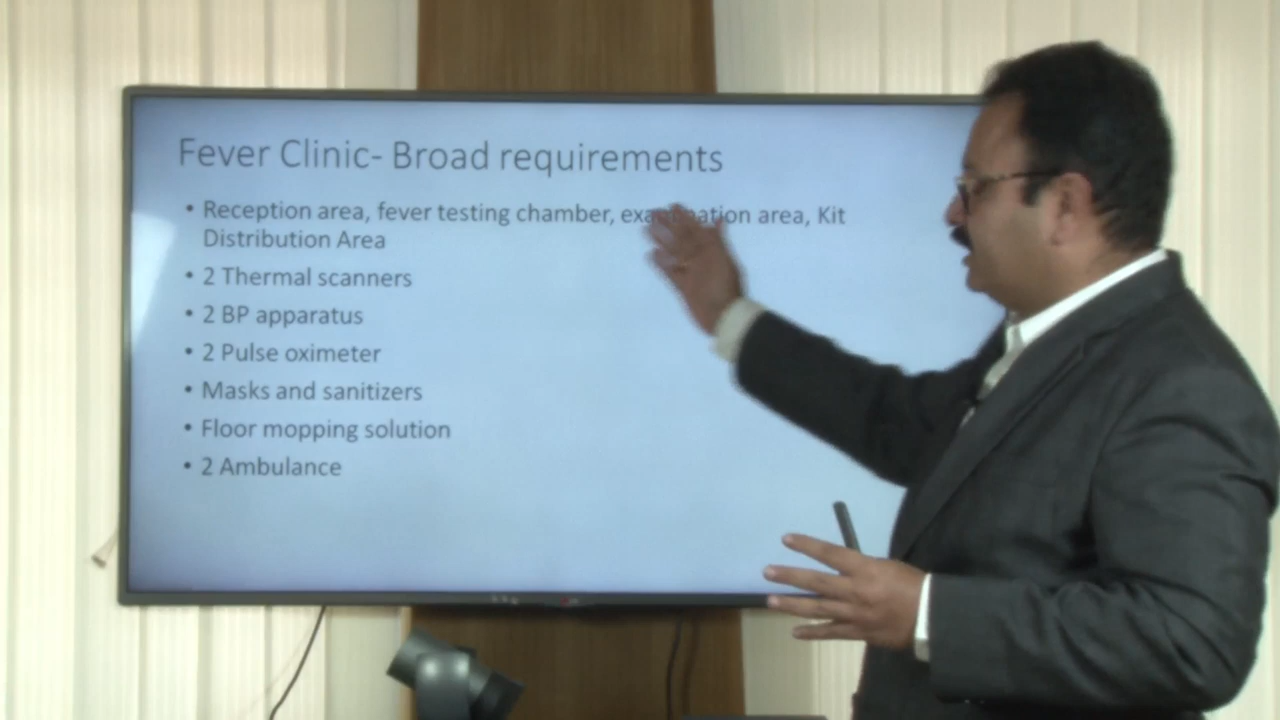 Fever Clinic- Broad requirements
• Reception area, fever testing chamber, examination area, Kit
Distribution Area
• 2 Thermal scanners
• 2 BP apparatus
• 2 Pulse oximeter
• Masks and sanitizers
• Floor mopping solution
• 2 Ambulance